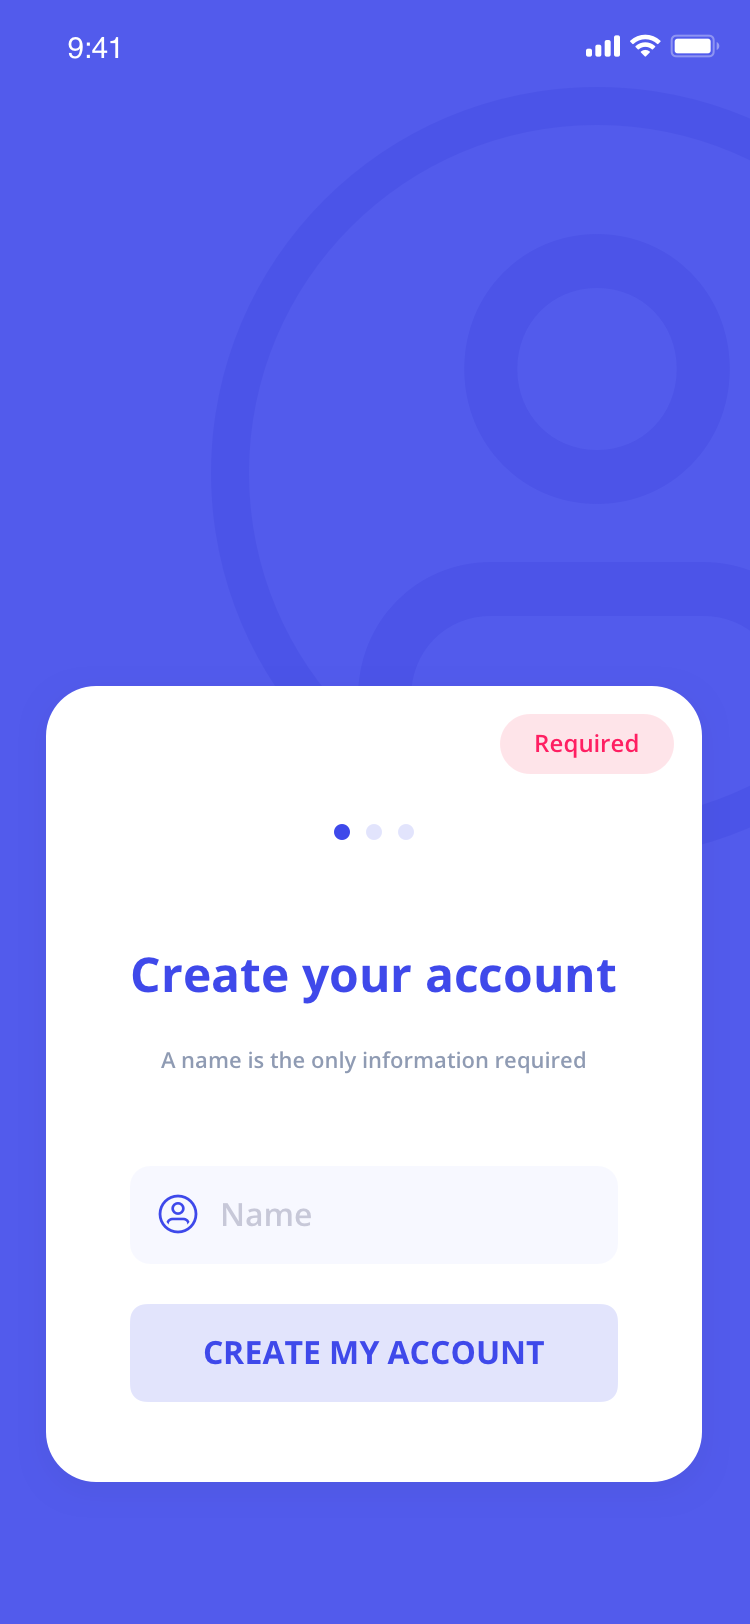 9:41
Required
Create your account
A name is the only information required
Name
CREATE MY ACCOUNT